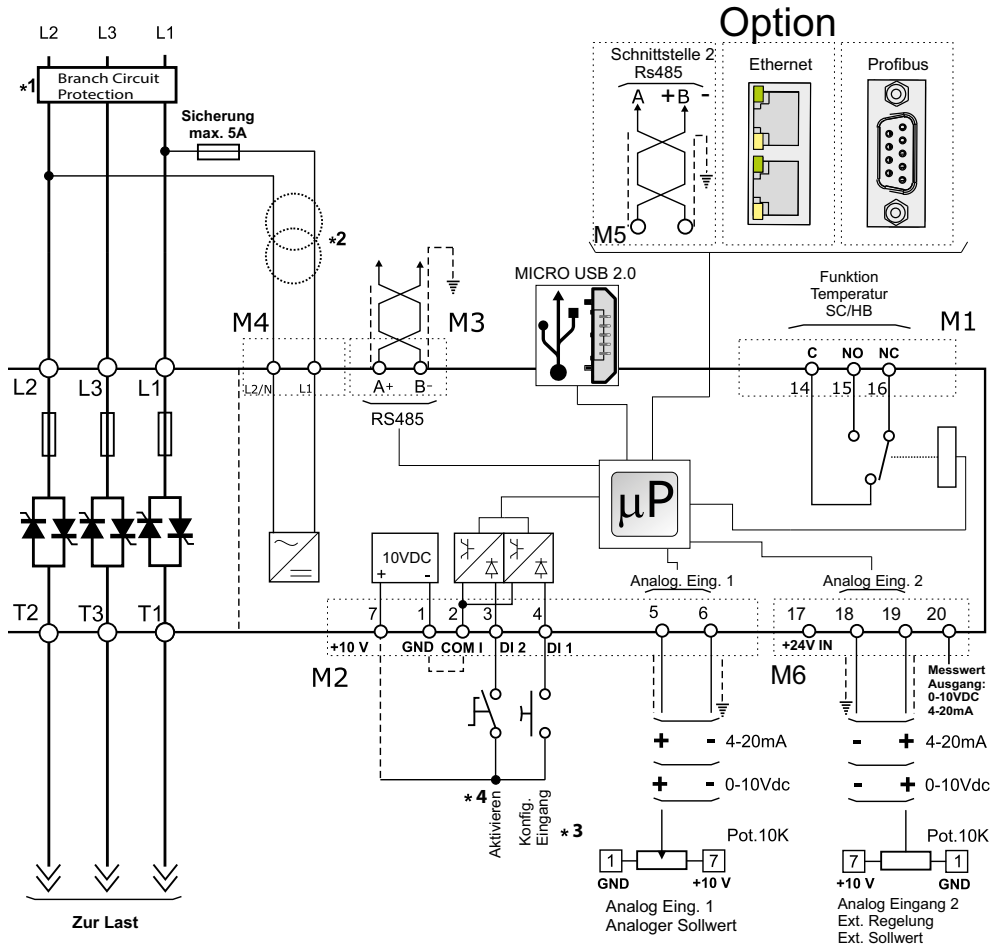 Option
L2 L3 L1
*1 Branch Circuit
Protection
Sicherung
max. 5A
*2
Schnittstelle 2
Rs485
A + B -
M5
Ethernet
Profibus
MICRO USB 2.0
Funktion
Temperatur
SC/HB
M4
M3
M1
C NO NC
14 15 16
L2 L3 L1
L2/N L1
A+ B-
RS485
µP
10VDC
+ -
Analog. Eing. 1
Analog Eing. 2
T2 T3 T1
7 1 2 3 4 5 6
17 18 19 20
+10 V GND COM I DI 2 DI 1
+24V IN
M2
M6
Messwert
Ausgang:
0-10VDC
4-20mA
+ - 4-20mA
- + 4-20mA
+ - 0-10Vdc
- + 0-10Vdc
*4 Aktivieren
Konfig.
Eingang
*3
Pot.10K
1 7
GND +10 V
Analog Eing. 1
Analoger Sollwert
Pot.10K
7 1
+10 V GND
Analog Eingang 2
Ext. Regelung
Ext. Sollwert
Zur Last